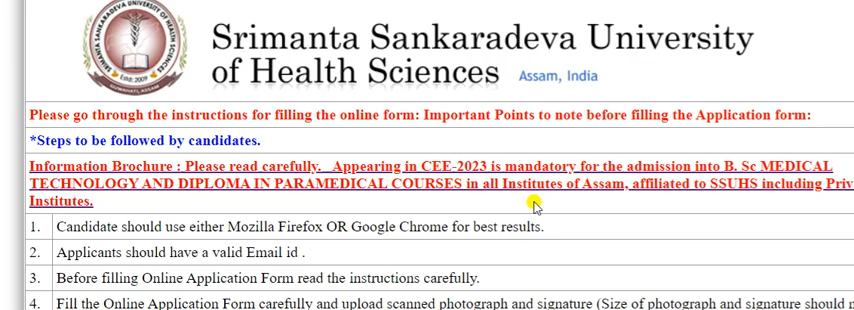 SRIMANTA SANKARADEVA UNIVERSITY OF HEALTH SCIENCES
Estd: 2009
GUWAHATI, ASSAM
Srimanta Sankaradeva University
of Health Sciences Assam, India
Please go through the instructions for filling the online form: Important Points to note before filling the Application form:
*Steps to be followed by candidates.
Information Brochure : Please read carefully. Appearing in CEE-2023 is mandatory for the admission into B. Sc MEDICAL
TECHNOLOGY AND DIPLOMA IN PARAMEDICAL COURSES in all Institutes of Assam, affiliated to SSUHS including Priv
Institutes.
1. Candidate should use either Mozilla Firefox OR Google Chrome for best results.
2. Applicants should have a valid Email id .
3. Before filling Online Application Form read the instructions carefully.
4. Fill the Online Application Form carefully and upload scanned photograph and signature (Size of photograph and signature should